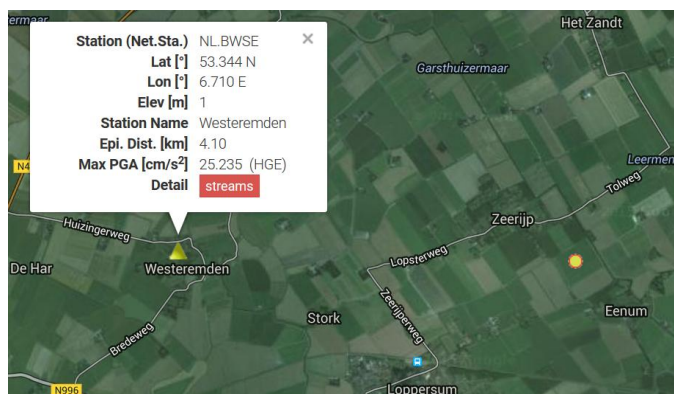 ermaar
Het Zandt
Station (Net.Sta.) NL.BWSE ×
Lat [°] 53.344 N
Lon [°] 6.710 E
Elev [m] 1
Station Name Westeremden
Epi. Dist. [km] 4.10
Max PGA [cm/s²] 25.235 (HGE)
Detail streams
Garsthuizermaar
N4
Leermen
Tolweg
Zeerijp
Huizingerweg
Lopsterweg
De Har
Westeremden
Zeerijperweg
Stork
Eenum
Bredeweg
N996
Loppersum